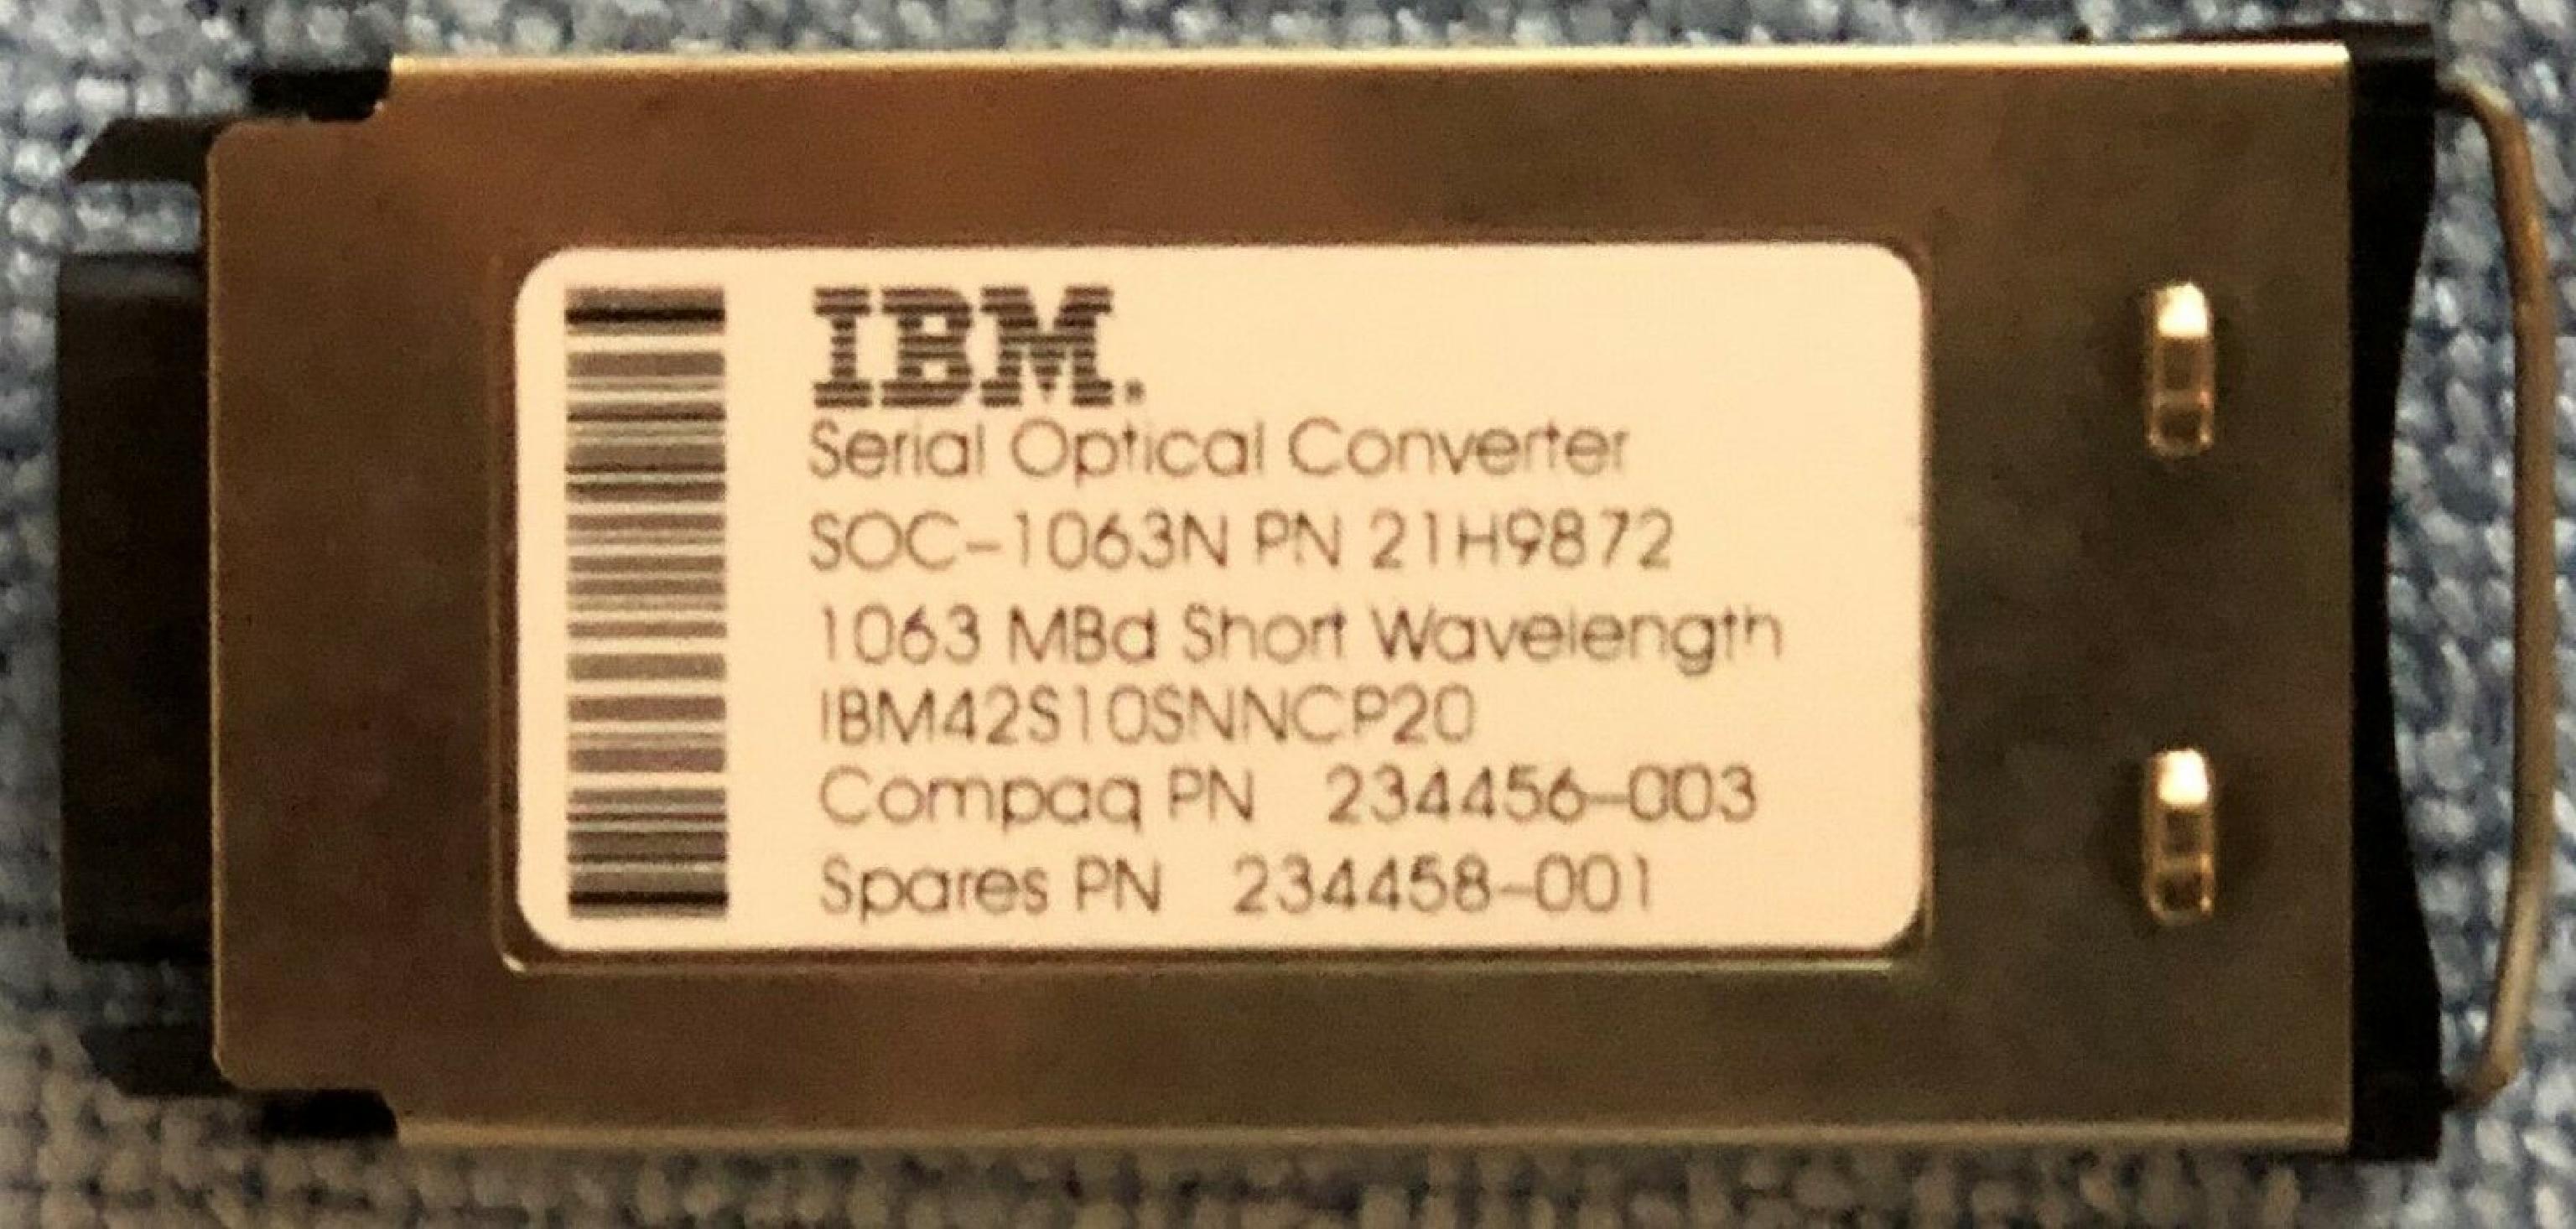 IBM.
Serial Optical Converter
SOC-1063N PN 21H9872
1063 MBd Short Wavelength
IBM42S10SNNCP20
Compaq PN 234456-003
Spares PN 234458-001